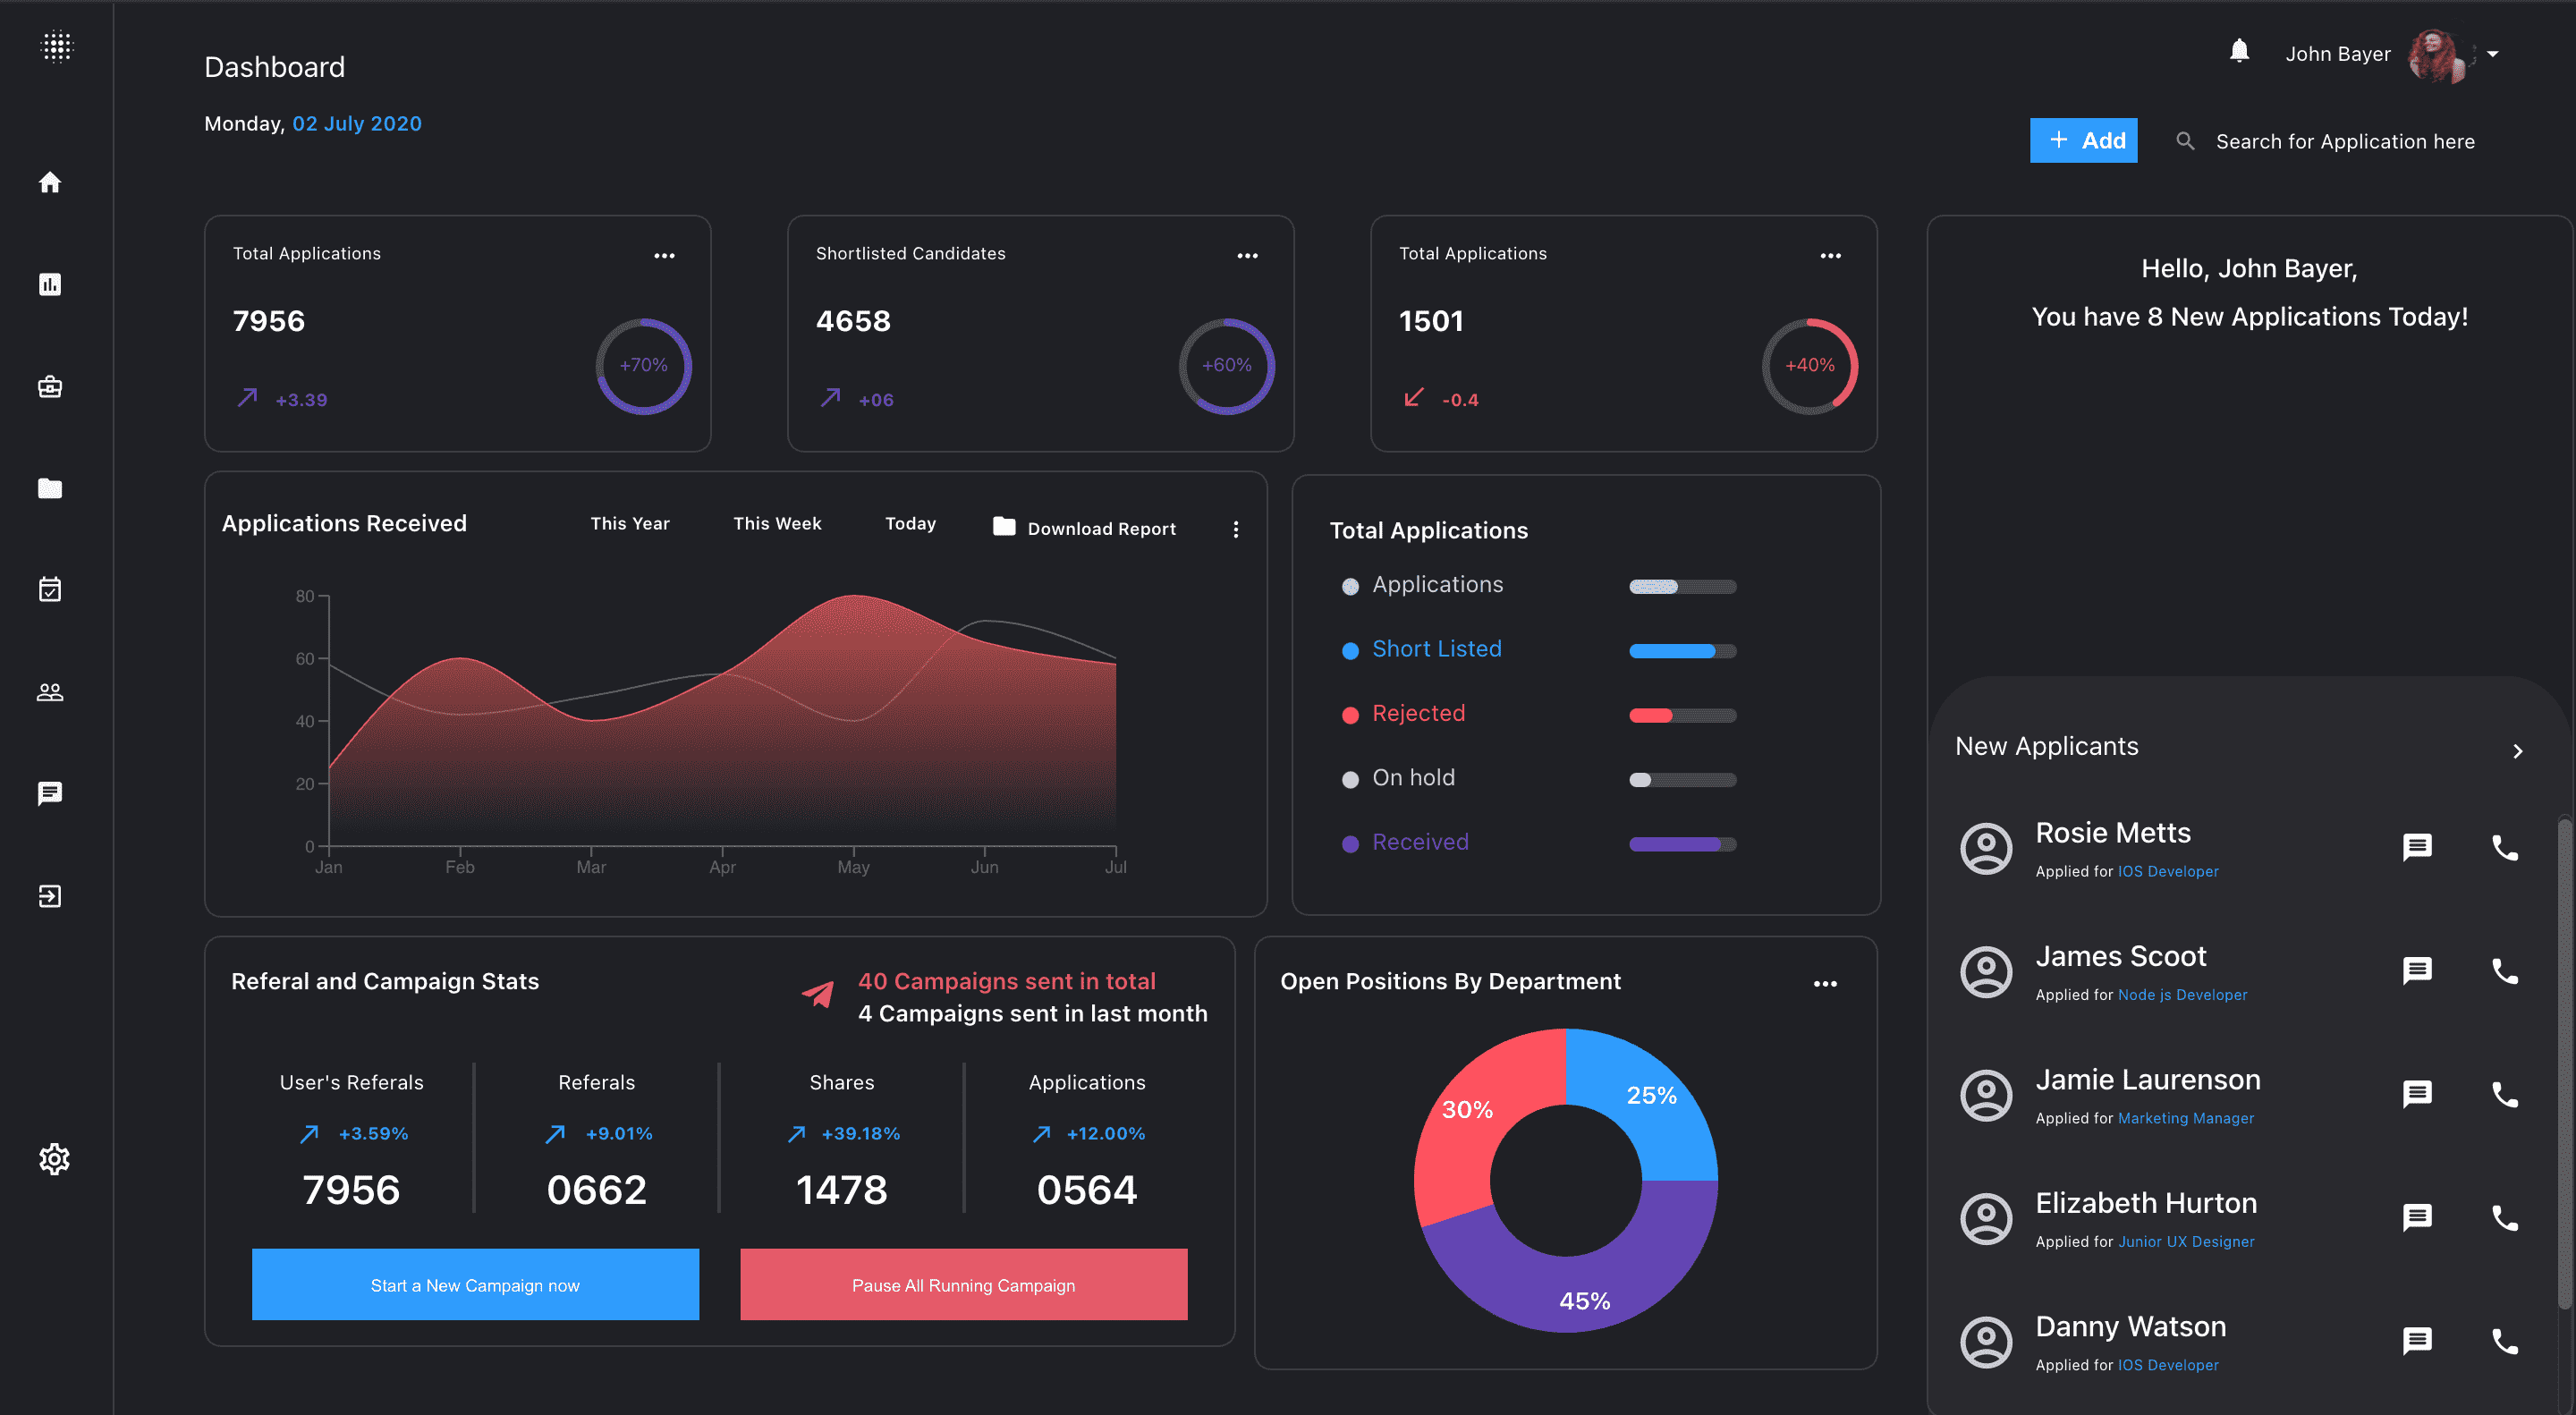 Dashboard
John Bayer
Monday, 02 July 2020
Add
Search for Application here
Total Applications
7956
+70%
+3.39
Shortlisted Candidates
4658
+60%
+06
Total Applications
1501
+40%
-0.4
Hello, John Bayer,
You have 8 New Applications Today!
Applications Received
This Year
This Week
Today
Download Report
80
60
40
20
0
Jan
Feb
Mar
Apr
May
Jun
Jul
Total Applications
Applications
Short Listed
Rejected
On hold
Received
Referal and Campaign Stats
40 Campaigns sent in total
4 Campaigns sent in last month
User's Referals
+3.59%
7956
Referals
+9.01%
0662
Shares
+39.18%
1478
Applications
+12.00%
0564
Start a New Campaign now
Pause All Running Campaign
Open Positions By Department
25%
30%
45%
New Applicants
Rosie Metts
Applied for IOS Developer
James Scoot
Applied for Node js Developer
Jamie Laurenson
Applied for Marketing Manager
Elizabeth Hurton
Applied for Junior UX Designer
Danny Watson
Applied for IOS Developer